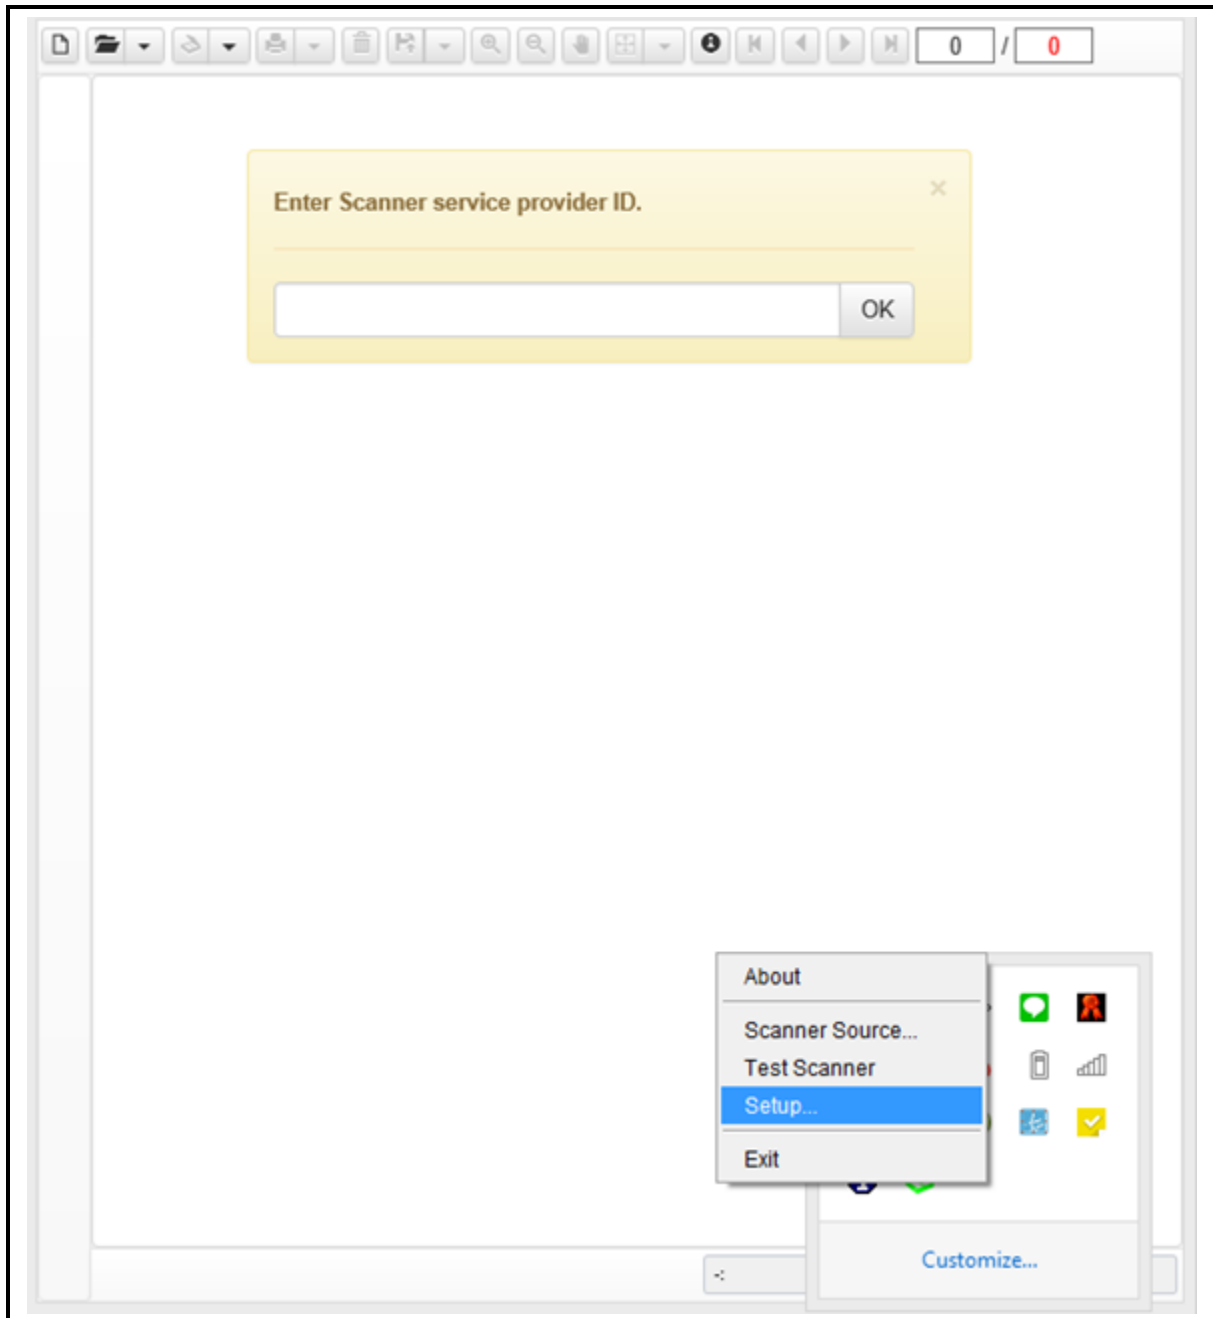 0 / 0
Enter Scanner service provider ID.
×
OK
About
Scanner Source...
Test Scanner
Setup...
Exit
Customize...
-: